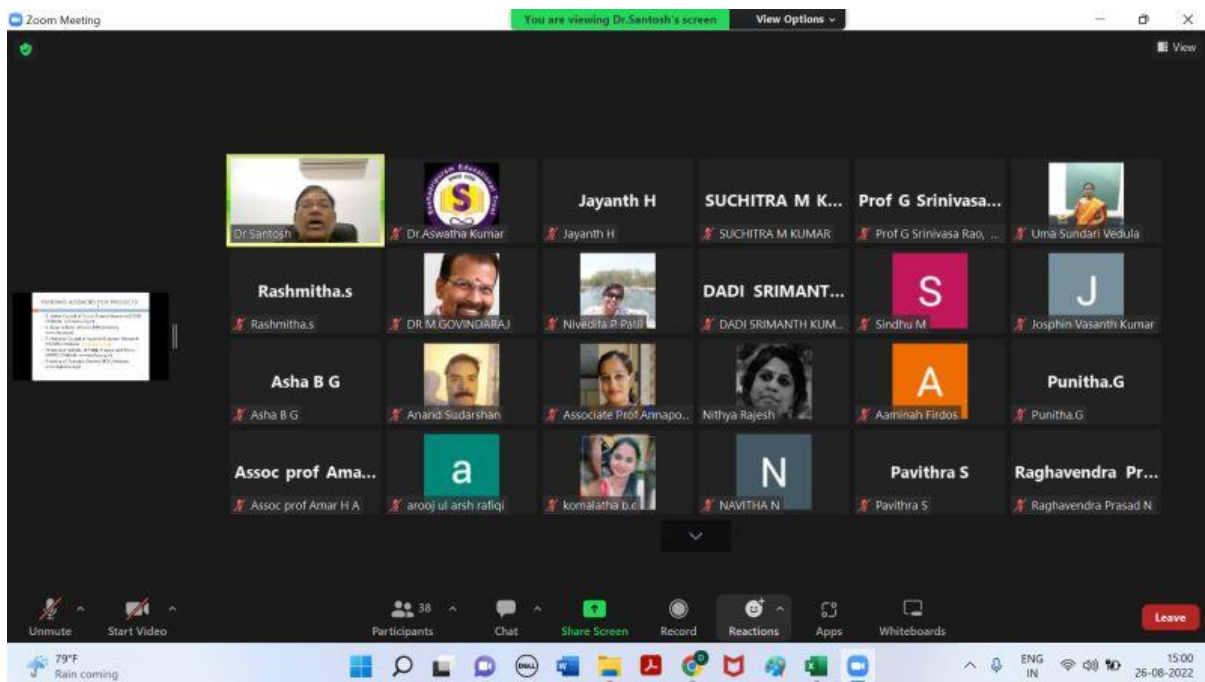 Zoom Meeting
You are viewing Dr.Santosh's screen
View Options
View
FUNDING AGENCIES FOR PROJECTS
Dr.Santosh
S
Dr.Aswatha Kumar
Jayanth H
Jayanth H
SUCHITRA M K...
SUCHITRA M KUMAR
Prof G Srinivasa...
Prof G Srinivasa Rao, ...
Uma Sundari Vedula
Rashmitha.s
Rashmitha.s
DR M.GOVINDARAJ
Nivedita P Patil
DADI SRIMANT...
DADI SRIMANTH KUM...
S
Sindhu M
J
Josphin Vasanth Kumar
Asha B G
Asha B G
Anand Sudarshan
Associate Prof Annapo...
Nithya Rajesh
A
Aaminah Firdos
Punitha.G
Punitha.G
Assoc prof Ama...
Assoc prof Amar H A
a
arooj ul arsh rafiqi
komalatha b.c
N
NAVITHA N
Pavithra S
Pavithra S
Raghavendra Pr...
Raghavendra Prasad N
Unmute
Start Video
38
Participants
Chat
Share Screen
Record
Reactions
Apps
Whiteboards
Leave
79°F
Rain coming
DELL
ENG
IN
15:00
26-08-2022